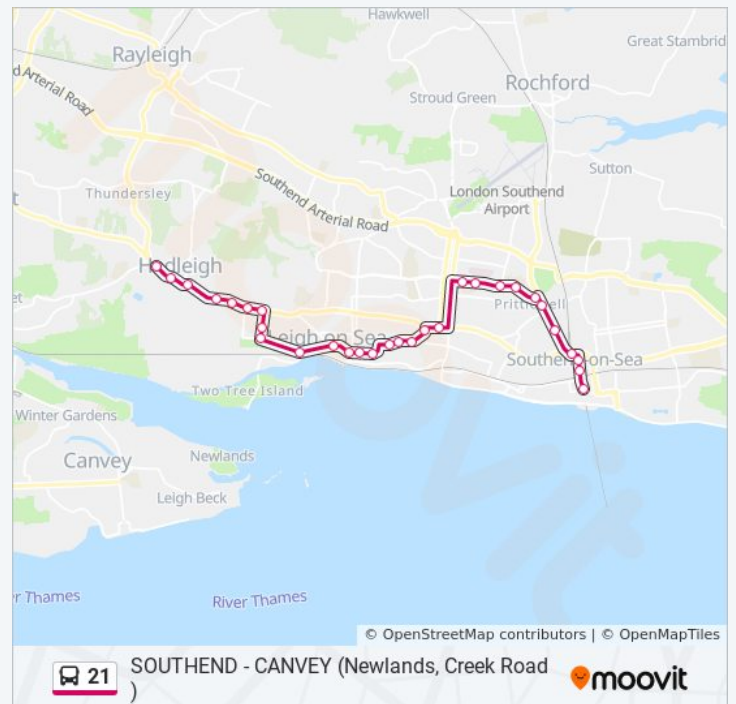 Hawkwell
Rayleigh
Great Stambrid
d Arterial Road
Rochford
Stroud Green
Sutton
Thundersley
Southend Arterial Road
London Southend
Airport
t
Hadleigh
et
Prittlewell
Leigh on Sea
Southend-on-Sea
Two Tree Island
Winter Gardens
Canvey
Newlands
Leigh Beck
r Thames
River Thames
ovit
© OpenStreetMap contributors | © OpenMapTiles
21
SOUTHEND - CANVEY (Newlands, Creek Road
)
moovit